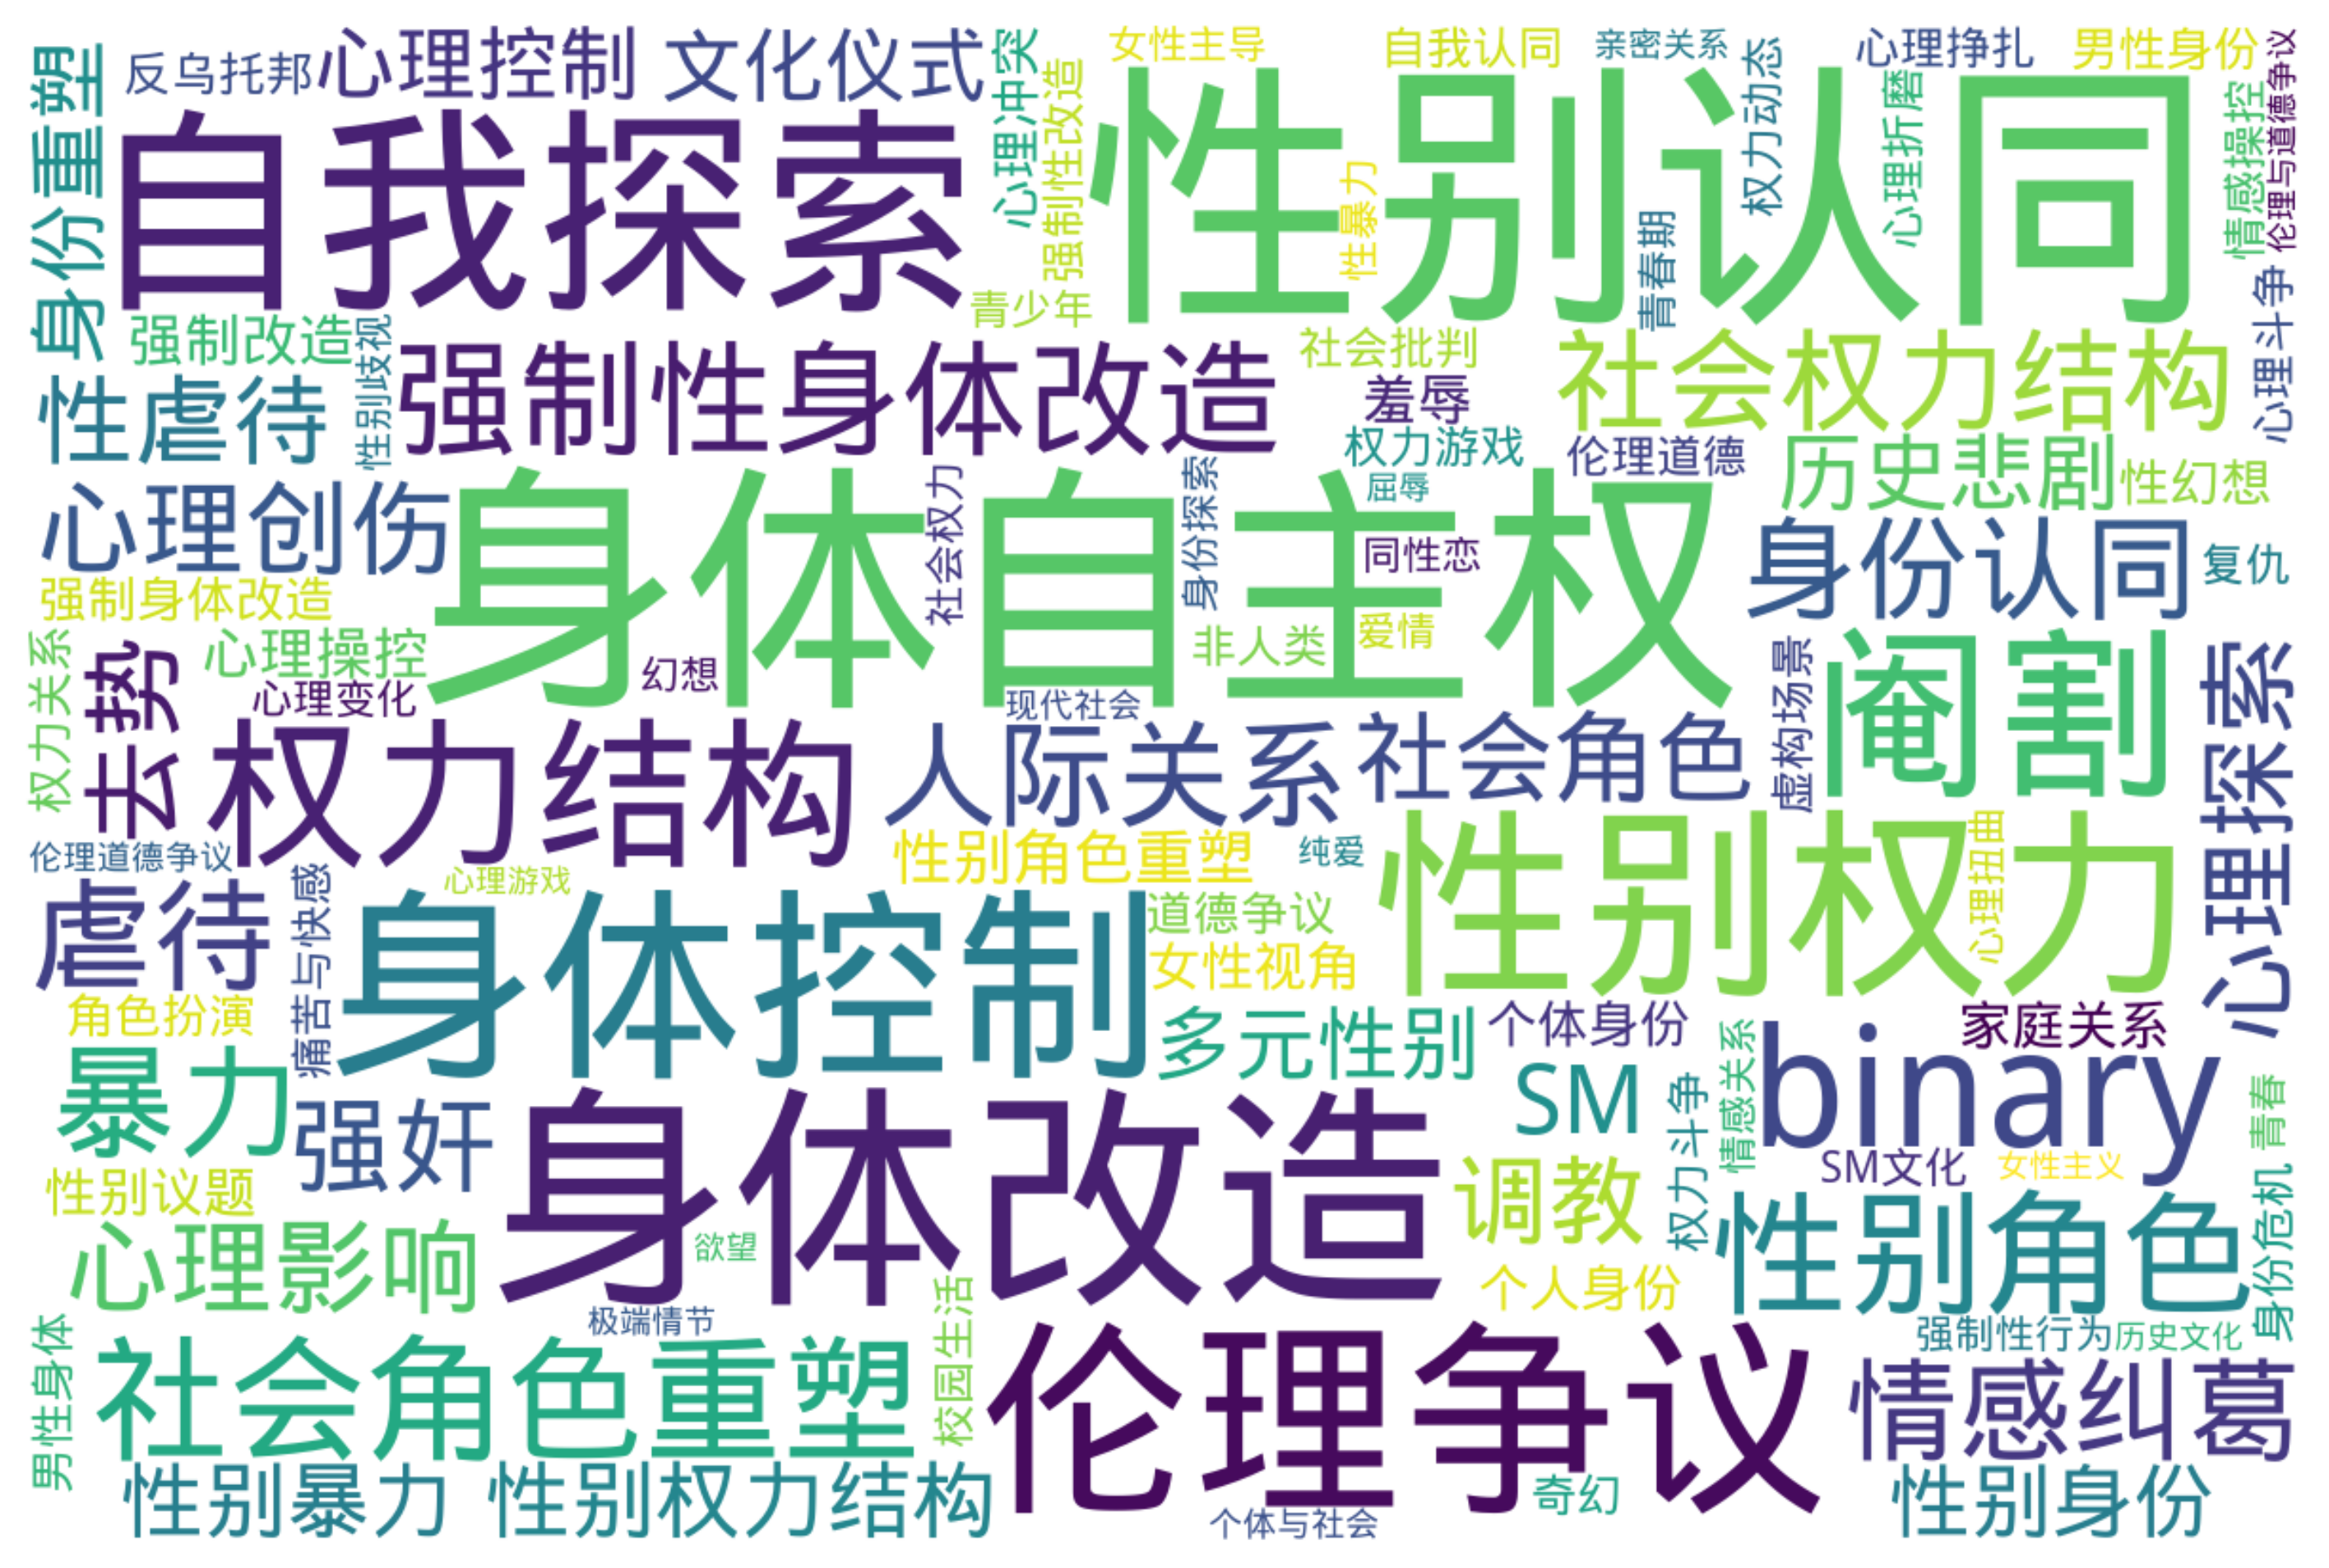 身份重塑
反乌托邦
心理控制
文化仪式
心理冲突
女性主导
自我认同
亲密关系
权力动态
心理挣扎
男性身份
伦理与道德争议
自我探索
强制性改造
性别认同
性暴力
青春期
心理折磨
情感操控
青少年
心理斗争
强制改造
性别歧视
强制性身体改造
社会批判
社会权力结构
性虐待
羞辱
权力游戏
伦理道德
历史悲剧
性幻想
心理创伤
身体自主权
社会权力
身份探索
屈辱
同性恋
身份认同
复仇
强制身体改造
爱情
非人类
阉割
权力关系
去势
心理操控
心理变化
幻想
现代社会
虚构场景
心理探索
权力结构
人际关系
社会角色
伦理道德争议
心理游戏
性别角色重塑
纯爱
性别权力
心理扭曲
虐待
痛苦与快感
身体控制
道德争议
女性视角
角色扮演
多元性别
个体身份
家庭关系
暴力
强奸
SM
权力斗争
情感关系
binary
青春
身体改造
SM文化
女性主义
性别议题
调教
性别角色
身份危机
心理影响
欲望
个人身份
极端情节
校园生活
强制性行为
历史文化
男性身体
社会角色重塑
伦理争议
情感纠葛
性别暴力
性别权力结构
奇幻
性别身份
个体与社会